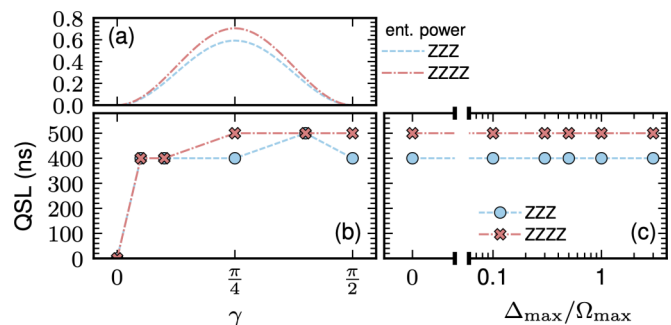 0.8
0.6
0.4
0.2
0.0
(a)
ent. power
ZZZ
ZZZZ
500
400
300
200
100
0
QSL (ns)
(b)
0
π/4
π/2
γ
ZZZ
ZZZZ
(c)
0
0.1
1
Δmax/Ωmax